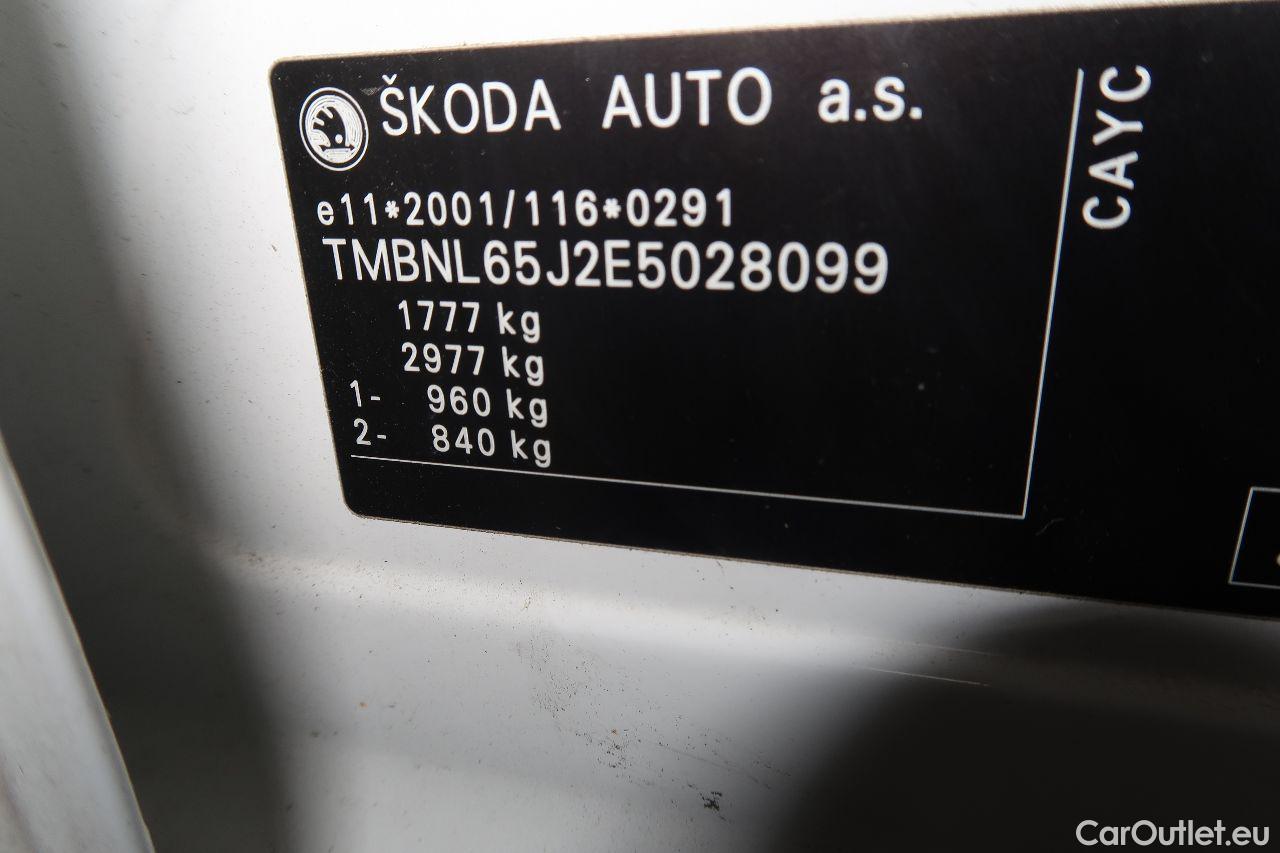 ŠKODA AUTO a.s.
e11*2001/116*0291
TMBNL65J2E5028099
1777 kg
2977 kg
1- 960 kg
2- 840 kg
CAYC
CarOutlet.eu